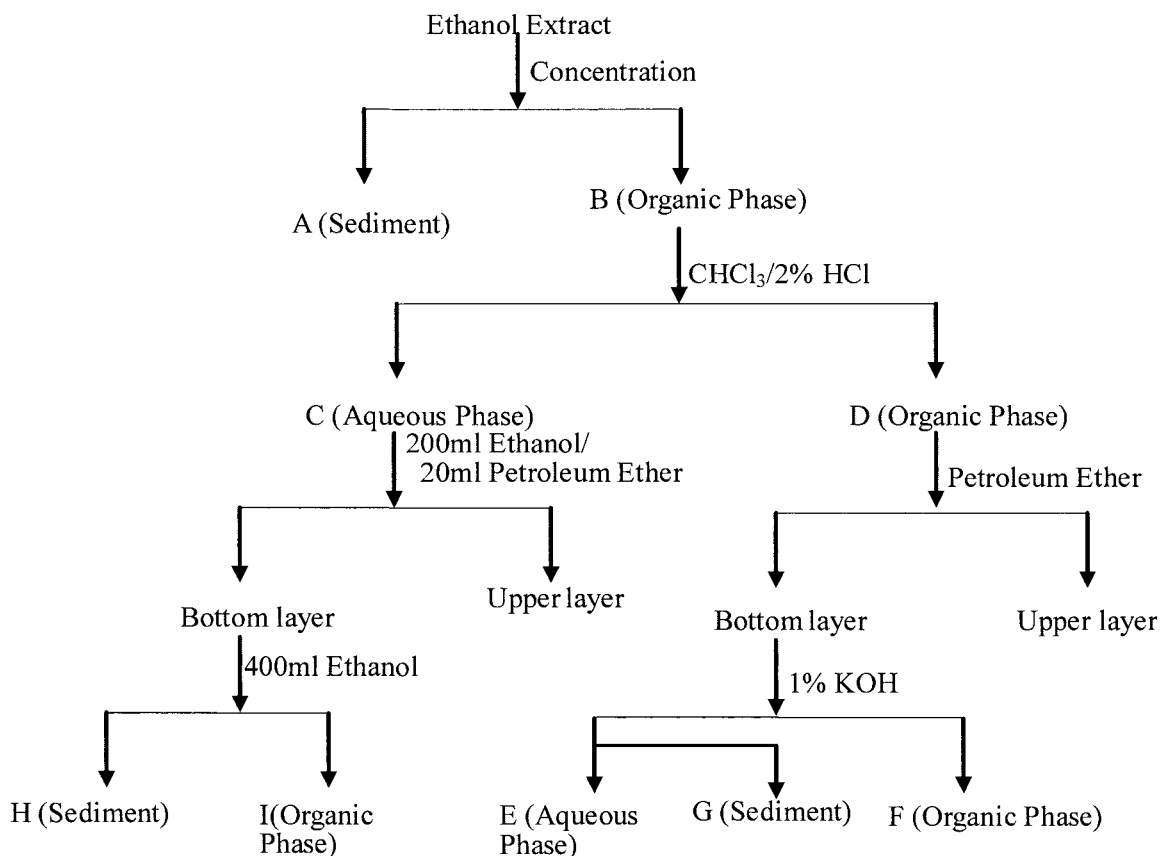 Ethanol Extract
Concentration
A (Sediment)
B (Organic Phase)
CHCl₃/2% HCl
C (Aqueous Phase)
D (Organic Phase)
200ml Ethanol/
20ml Petroleum Ether
Petroleum Ether
Bottom layer
Upper layer
Bottom layer
Upper layer
400ml Ethanol
1% KOH
H (Sediment)
I(Organic
Phase)
E (Aqueous
Phase)
G (Sediment)
F (Organic Phase)